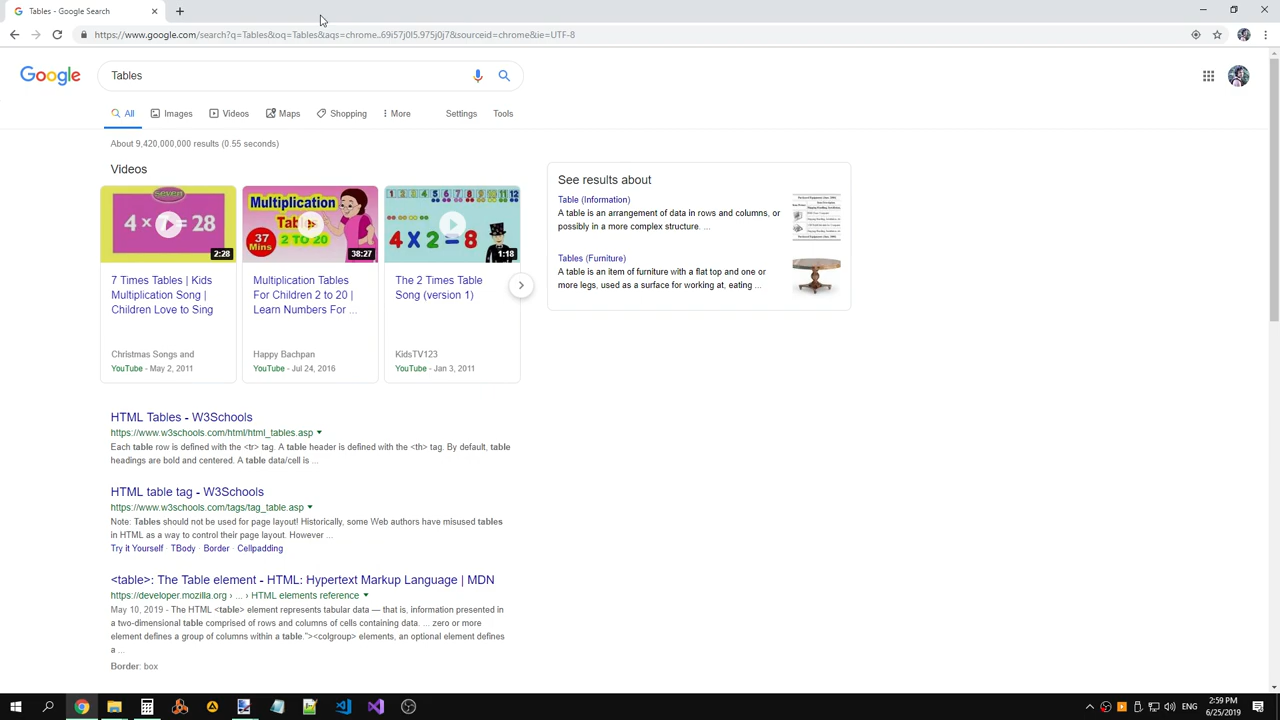 Tables - Google Search
https://www.google.com/search?q=Tables&oq=Tables&aqs=chrome..69i57j0l5.975j0j7&sourceid=chrome&ie=UTF-8
Google
Tables
All Images Videos Maps Shopping More Settings Tools
About 9,420,000,000 results (0.55 seconds)
Videos
seven
x = 28
2:28
7 Times Tables | Kids
Multiplication Song |
Children Love to Sing
Christmas Songs and
YouTube - May 2, 2011
Multiplication
Tab
37
Mins
2 TO 20
38:27
Multiplication Tables
For Children 2 to 20 |
Learn Numbers For ...
Happy Bachpan
YouTube - Jul 24, 2016
1 2 3 4 5 6 7 8 9 10 11 12
4 X 2 = 8
1:18
The 2 Times Table
Song (version 1)
KidsTV123
YouTube - Jan 3, 2011
See results about
Table (Information)
A table is an arrangement of data in rows and columns, or
possibly in a more complex structure. ...
Tables (Furniture)
A table is an item of furniture with a flat top and one or
more legs, used as a surface for working at, eating ...
HTML Tables - W3Schools
https://www.w3schools.com/html/html_tables.asp
Each table row is defined with the <tr> tag. A table header is defined with the <th> tag. By default, table
headings are bold and centered. A table data/cell is ...
HTML table tag - W3Schools
https://www.w3schools.com/tags/tag_table.asp
Note: Tables should not be used for page layout! Historically, some Web authors have misused tables
in HTML as a way to control their page layout. However ...
Try it Yourself · TBody · Border · Cellpadding
<table>: The Table element - HTML: Hypertext Markup Language | MDN
https://developer.mozilla.org › ... › HTML elements reference
May 10, 2019 - The HTML <table> element represents tabular data — that is, information presented in
a two-dimensional table comprised of rows and columns of cells containing data. ... zero or more
element defines a group of columns within a table."><colgroup> elements, an optional element defines
a ...
Border: box
ENG
2:59 PM
6/25/2019